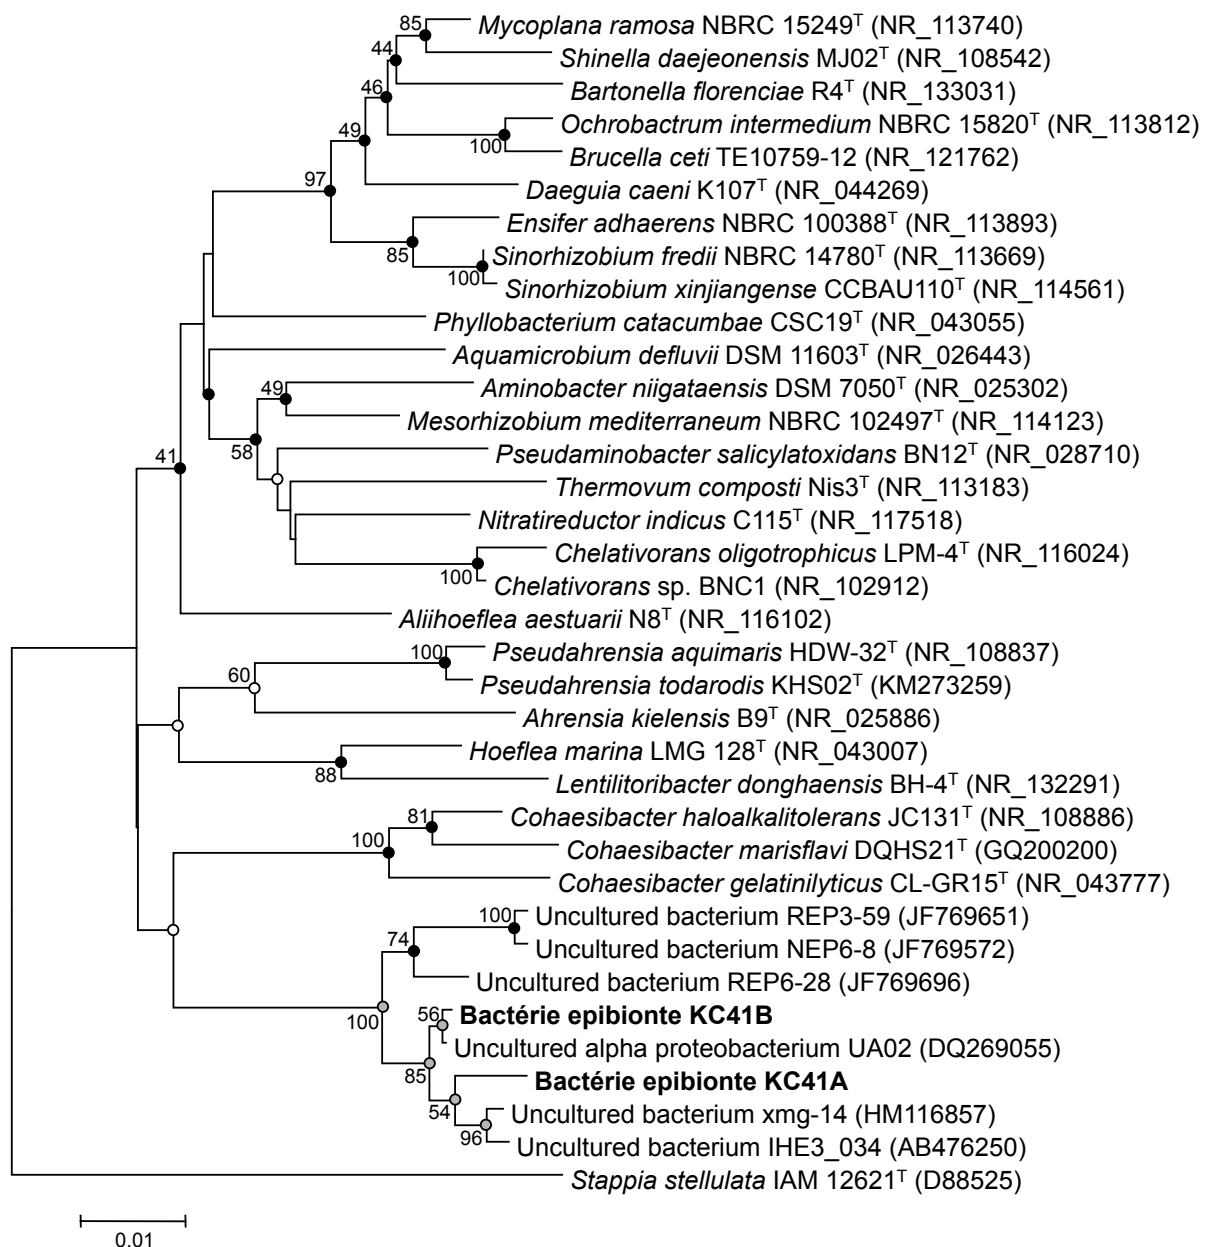 85
Mycoplana ramosa NBRC 15249ᵀ (NR_113740)
44
Shinella daejeonensis MJ02ᵀ (NR_108542)
46
Bartonella florenciae R4ᵀ (NR_133031)
49
Ochrobactrum intermedium NBRC 15820ᵀ (NR_113812)
100
Brucella ceti TE10759-12 (NR_121762)
97
Daeguia caeni K107ᵀ (NR_044269)
Ensifer adhaerens NBRC 100388ᵀ (NR_113893)
85
Sinorhizobium fredii NBRC 14780ᵀ (NR_113669)
100
Sinorhizobium xinjiangense CCBAU110ᵀ (NR_114561)
Phyllobacterium catacumbae CSC19ᵀ (NR_043055)
Aquamicrobium defluvii DSM 11603ᵀ (NR_026443)
49
Aminobacter niigataensis DSM 7050ᵀ (NR_025302)
Mesorhizobium mediterraneum NBRC 102497ᵀ (NR_114123)
58
41
Pseudaminobacter salicylatoxidans BN12ᵀ (NR_028710)
Thermovum composti Nis3ᵀ (NR_113183)
Nitratireductor indicus C115ᵀ (NR_117518)
Chelativorans oligotrophicus LPM-4ᵀ (NR_116024)
100
Chelativorans sp. BNC1 (NR_102912)
Aliihoeflea aestuarii N8ᵀ (NR_116102)
100
Pseudahrensia aquimaris HDW-32ᵀ (NR_108837)
60
Pseudahrensia todarodis KHS02ᵀ (KM273259)
Ahrensia kielensis B9ᵀ (NR_025886)
Hoeflea marina LMG 128ᵀ (NR_043007)
88
Lentilitoribacter donghaensis BH-4ᵀ (NR_132291)
81
Cohaesibacter haloalkalitolerans JC131ᵀ (NR_108886)
100
Cohaesibacter marisflavi DQHS21ᵀ (GQ200200)
Cohaesibacter gelatinilyticus CL-GR15ᵀ (NR_043777)
100
Uncultured bacterium REP3-59 (JF769651)
74
Uncultured bacterium NEP6-8 (JF769572)
Uncultured bacterium REP6-28 (JF769696)
100
56
Bactérie epibionte KC41B
Uncultured alpha proteobacterium UA02 (DQ269055)
85
Bactérie epibionte KC41A
54
Uncultured bacterium xmg-14 (HM116857)
96
Uncultured bacterium IHE3_034 (AB476250)
Stappia stellulata IAM 12621ᵀ (D88525)
0.01